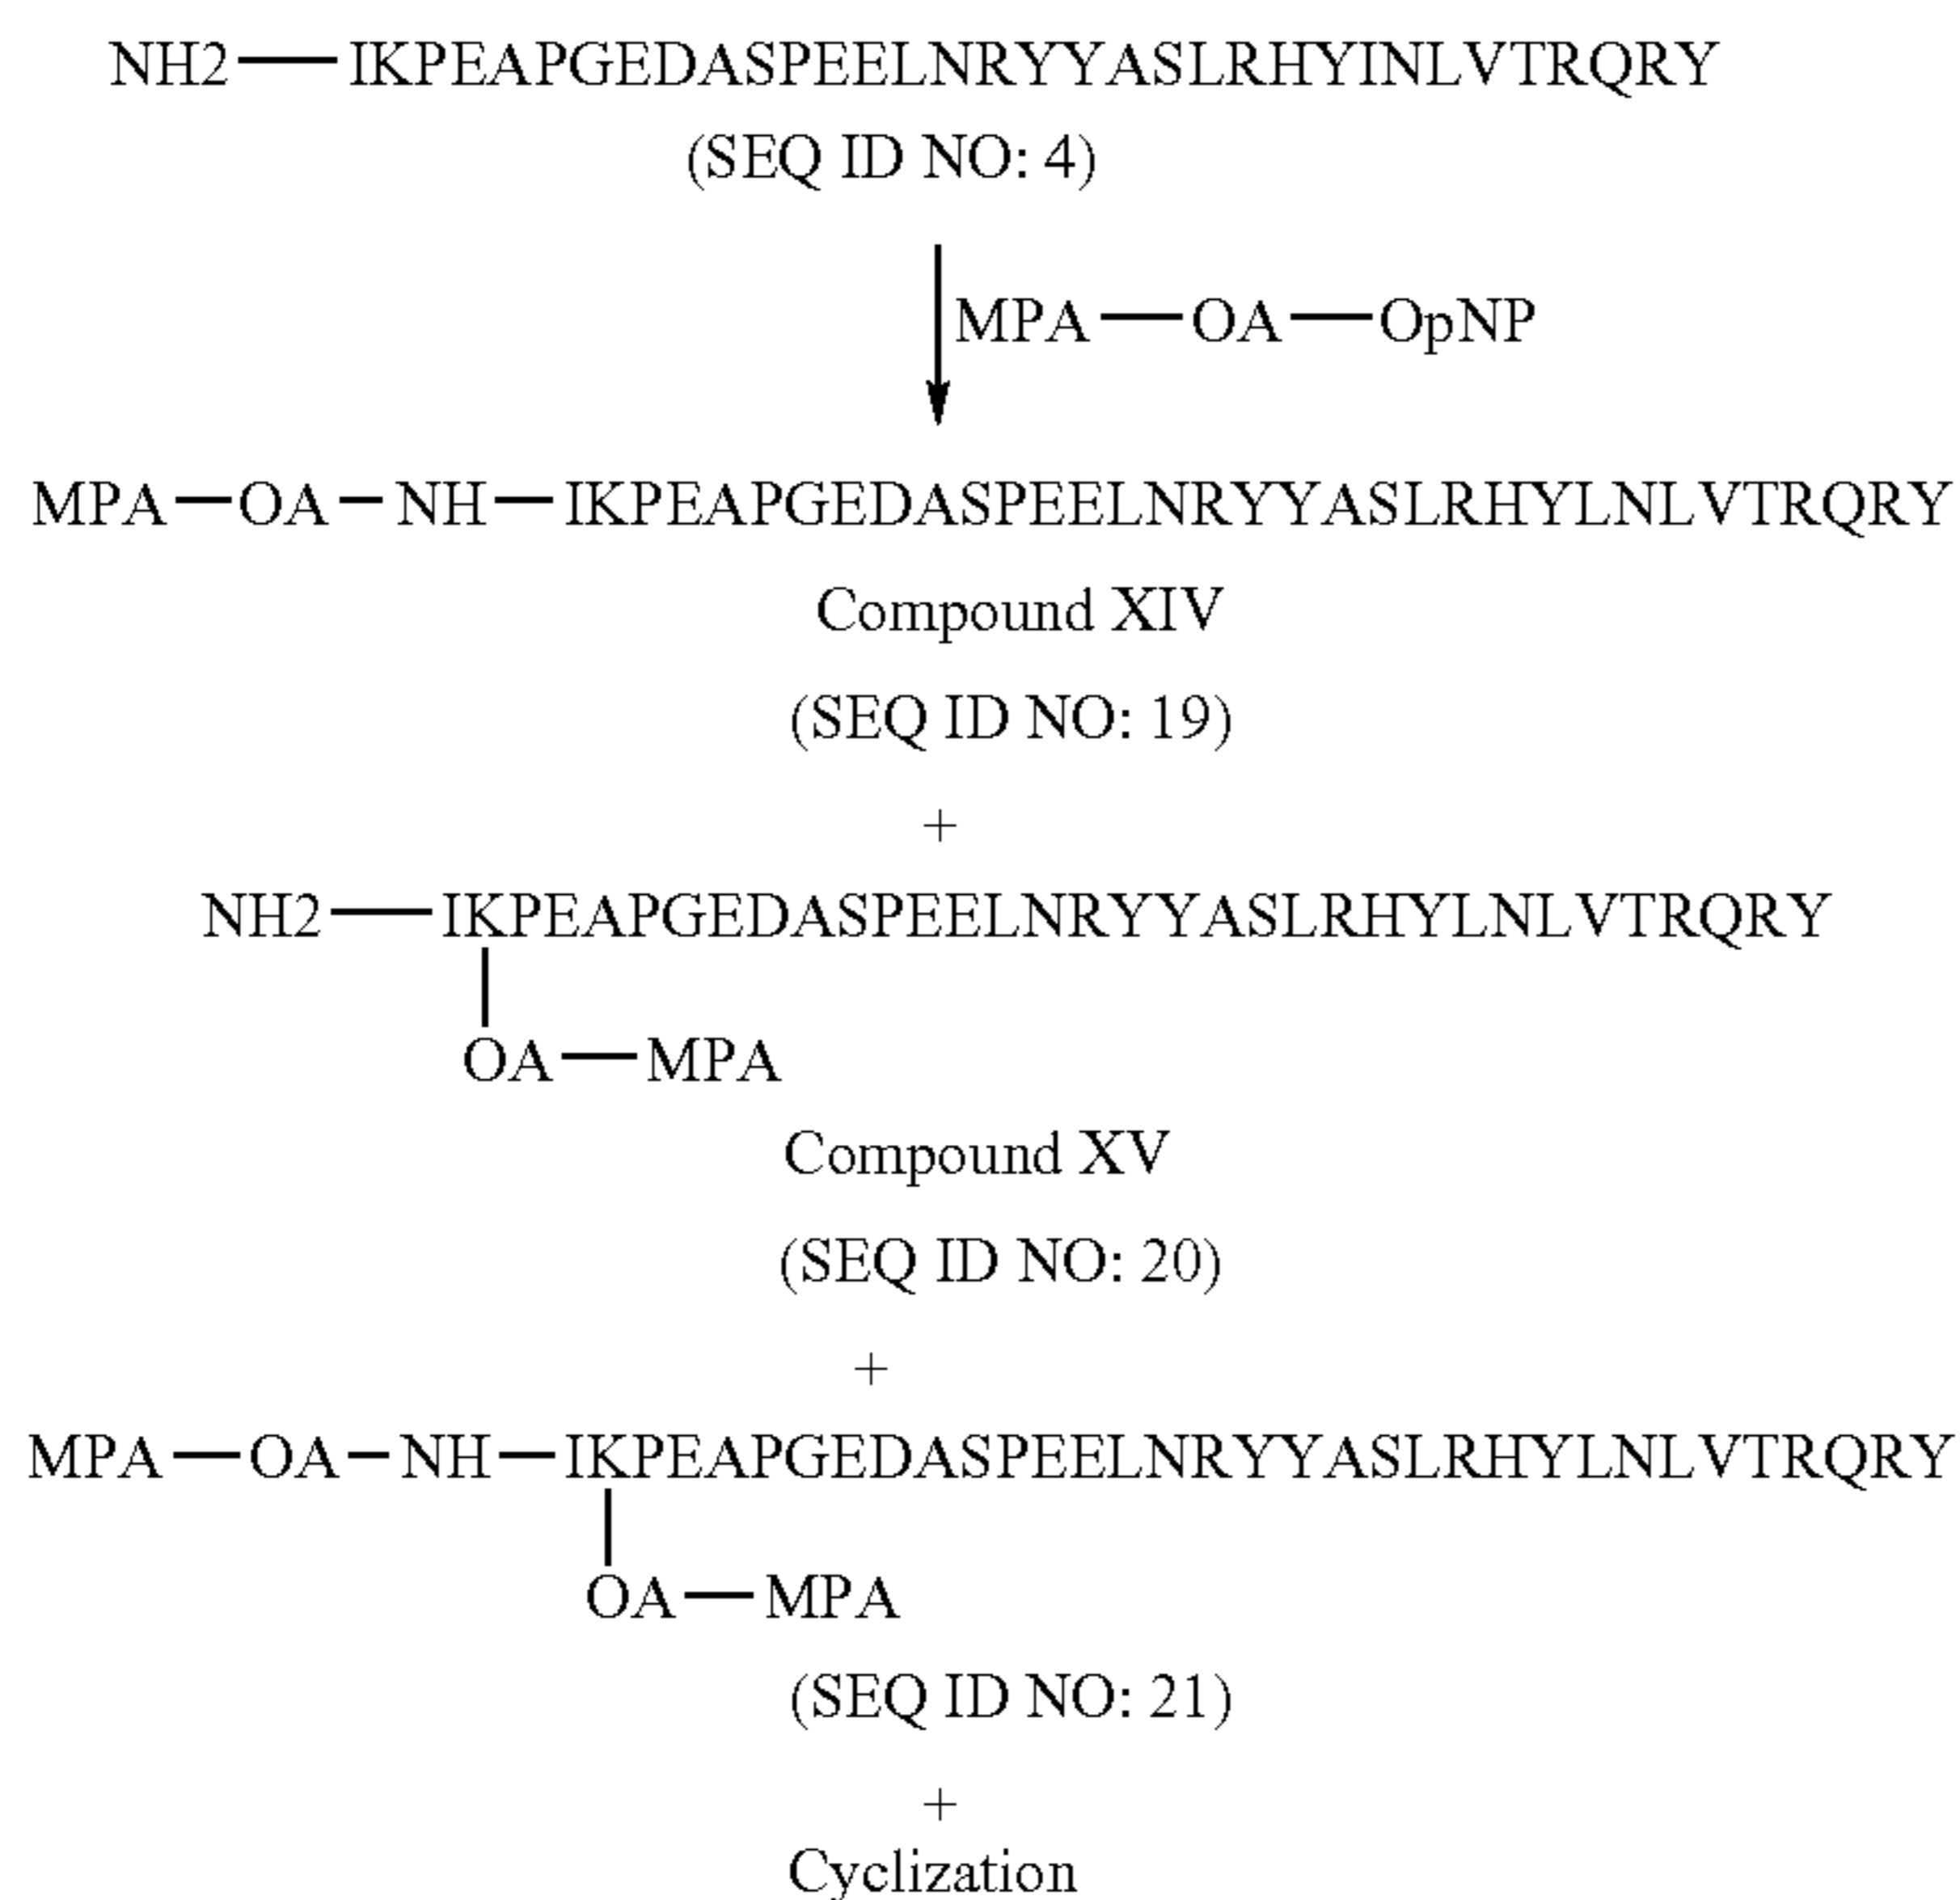 NH2—IKPEAPGEDASPEELNRYYASLRHYINLVTRQRY
(SEQ ID NO: 4)
MPA—OA—OpNP
MPA—OA—NH—IKPEAPGEDASPEELNRYYASLRHYLNLVTRQRY
Compound XIV
(SEQ ID NO: 19)
+
NH2—IKPEAPGEDASPEELNRYYASLRHYLNLVTRQRY
OA—MPA
Compound XV
(SEQ ID NO: 20)
+
MPA—OA—NH—IKPEAPGEDASPEELNRYYASLRHYLNLVTRQRY
OA—MPA
(SEQ ID NO: 21)
+
Cyclization